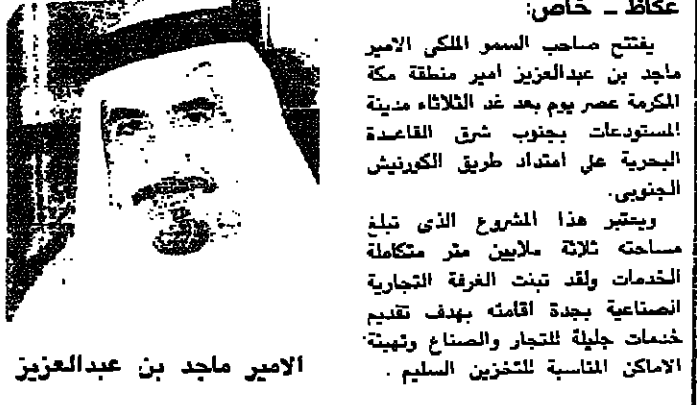 عكاظ ـ خاص:
يفتتح صاحب السمو الملكى الامير
ماجد بن عبدالعزيز امير منطقة مكة
المكرمة عصر يوم بعد غد الثلاثاء مدينة
المستودعات بجنوب شرق القاعدة
البحرية على امتداد طريق الكورنيش
الجنوبى.
ويعتبر هذا المشروع الذى تبلغ
مساحته ثلاثة ملايين متر متكاملة
الخدمات ولقد تبنت الغرفة التجارية
الصناعية بجدة اقامته بهدف تقديم
خدمات جليلة للتجار والصناع وتهيئة
الاماكن المناسبة للتخزين السليم .
الامير ماجد بن عبدالعزيز